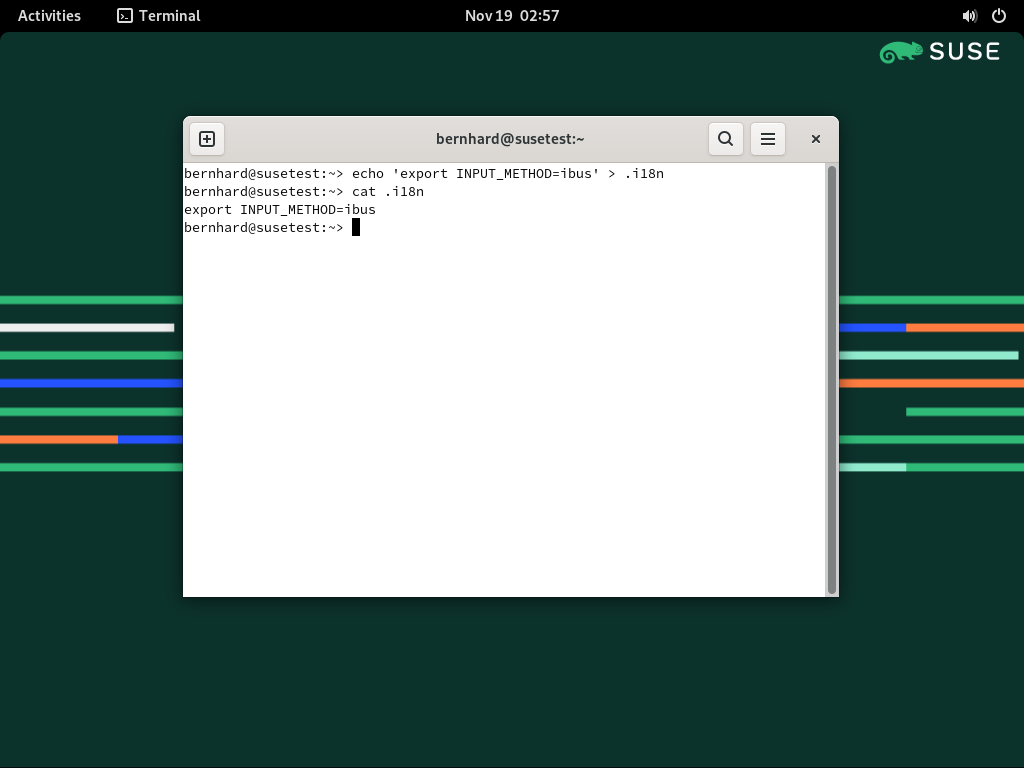 Activities Terminal Nov 19 02:57
SUSE
bernhard@susetest:~
bernhard@susetest:~> echo 'export INPUT_METHOD=ibus' > .i18n
bernhard@susetest:~> cat .i18n
export INPUT_METHOD=ibus
bernhard@susetest:~>